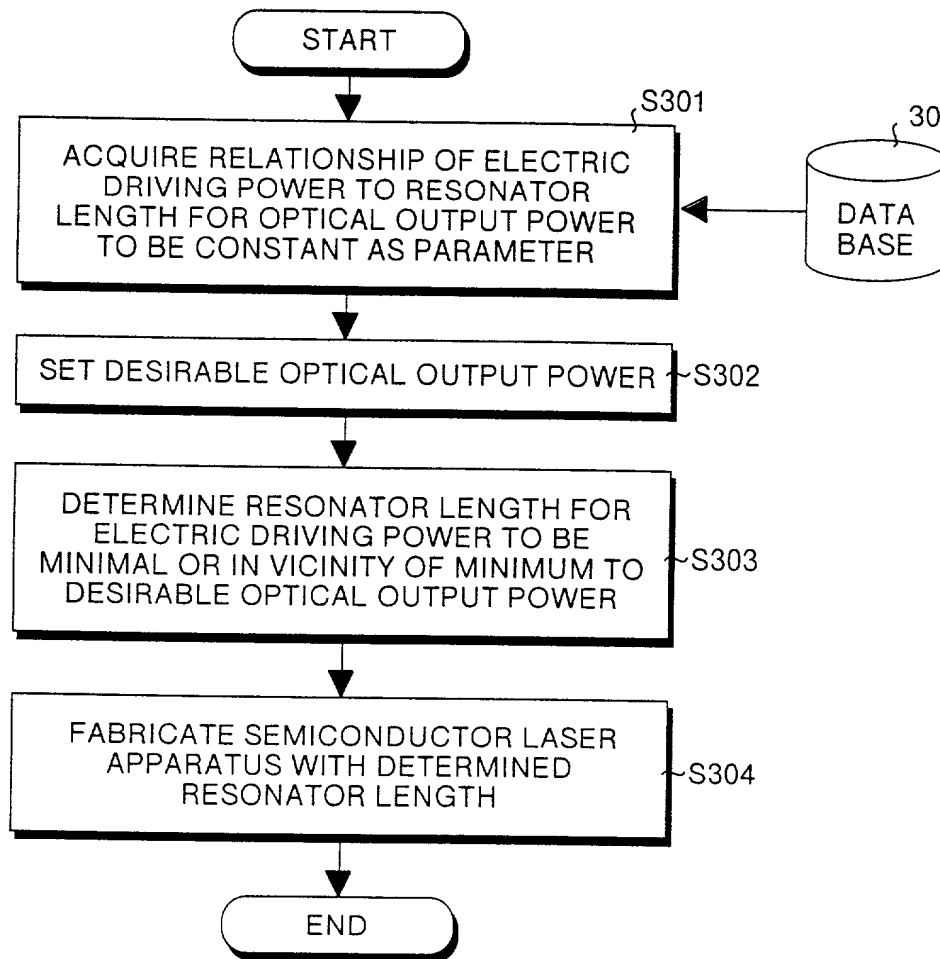 START
S301
ACQUIRE RELATIONSHIP OF ELECTRIC
DRIVING POWER TO RESONATOR
LENGTH FOR OPTICAL OUTPUT POWER
TO BE CONSTANT AS PARAMETER
30
DATA
BASE
SET DESIRABLE OPTICAL OUTPUT POWER
S302
DETERMINE RESONATOR LENGTH FOR
ELECTRIC DRIVING POWER TO BE
MINIMAL OR IN VICINITY OF MINIMUM TO
DESIRABLE OPTICAL OUTPUT POWER
S303
FABRICATE SEMICONDUCTOR LASER
APPARATUS WITH DETERMINED
RESONATOR LENGTH
S304
END